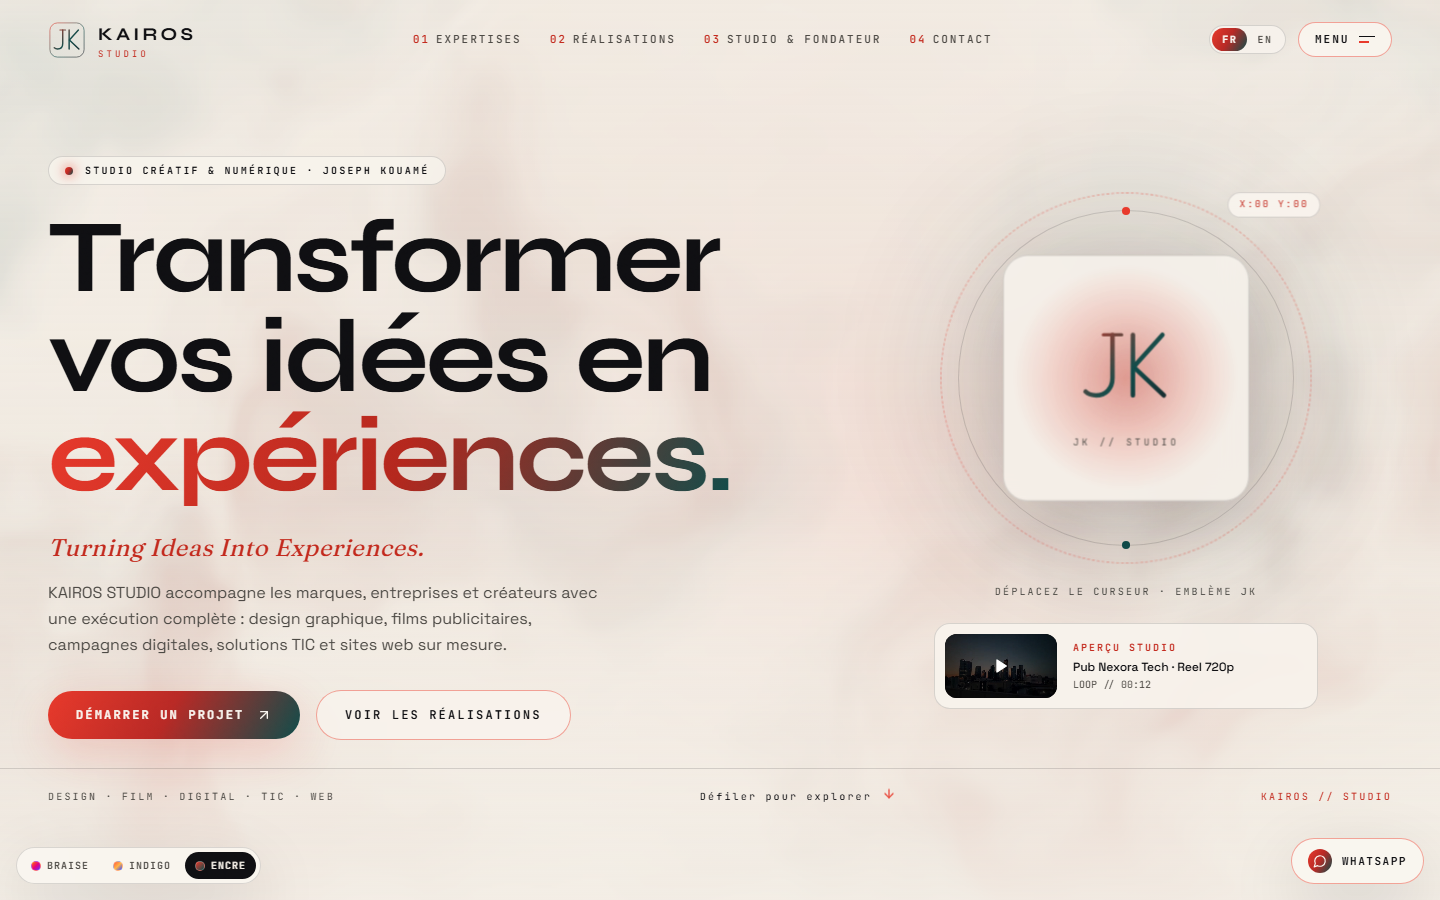 JK
KAIROS
STUDIO
01 EXPERTISES
02 RÉALISATIONS
03 STUDIO & FONDATEUR
04 CONTACT
FR
EN
MENU
STUDIO CRÉATIF & NUMÉRIQUE · JOSEPH KOUAMÉ
Transformer
vos idées en
expériences.
Turning Ideas Into Experiences.
KAIROS STUDIO accompagne les marques, entreprises et créateurs avec
une exécution complète : design graphique, films publicitaires,
campagnes digitales, solutions TIC et sites web sur mesure.
DÉMARRER UN PROJET
VOIR LES RÉALISATIONS
X:00 Y:00
JK
JK // STUDIO
DÉPLACEZ LE CURSEUR · EMBLÈME JK
APERÇU STUDIO
Pub Nexora Tech · Reel 720p
LOOP // 00:12
DESIGN · FILM · DIGITAL · TIC · WEB
Défiler pour explorer
KAIROS // STUDIO
BRAISE
INDIGO
ENCRE
WHATSAPP